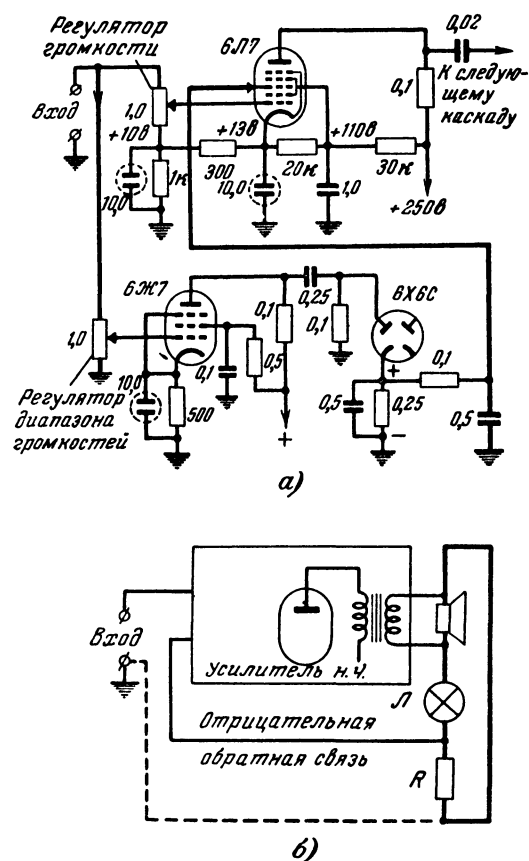 Регулятор
громкости
6Л7
0,02
К следую-
щему
каскаду
0,1
Вход
1,0
+10в
+13в
+110в
300
20к
30к
1к
10,0
10,0
1,0
+250в
6Ж7
0,25
6Х6С
0,1
0,1
1,0
0,1
0,5
+
0,1
Регулятор
диапазона
громкостей
10,0
500
0,5
0,25
0,5
+
−
а)
Вход
Усилитель н.ч.
Л
Отрицательная
обратная связь
R
б)